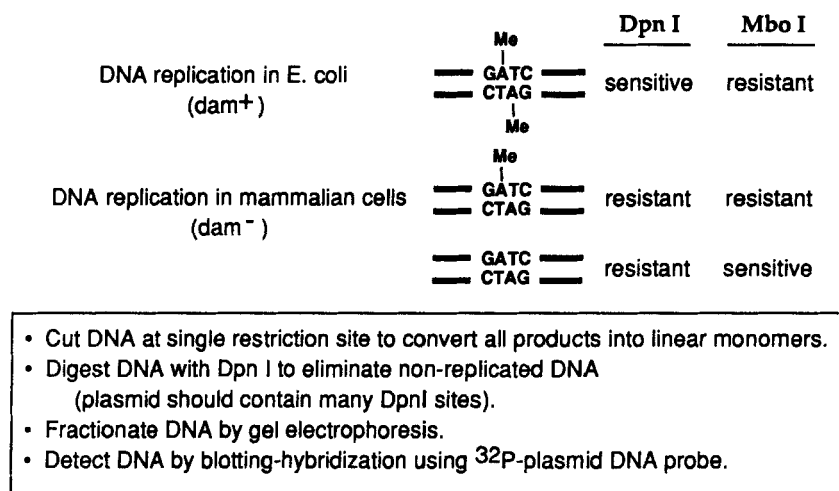 Dpn I Mbo I
Me
DNA replication in E. coli
(dam+)
GATC
CTAG
sensitive resistant
Me
Me
DNA replication in mammalian cells
(dam-)
GATC
CTAG
resistant resistant
GATC
CTAG
resistant sensitive
• Cut DNA at single restriction site to convert all products into linear monomers.
• Digest DNA with Dpn I to eliminate non-replicated DNA
(plasmid should contain many DpnI sites).
• Fractionate DNA by gel electrophoresis.
• Detect DNA by blotting-hybridization using 32P-plasmid DNA probe.